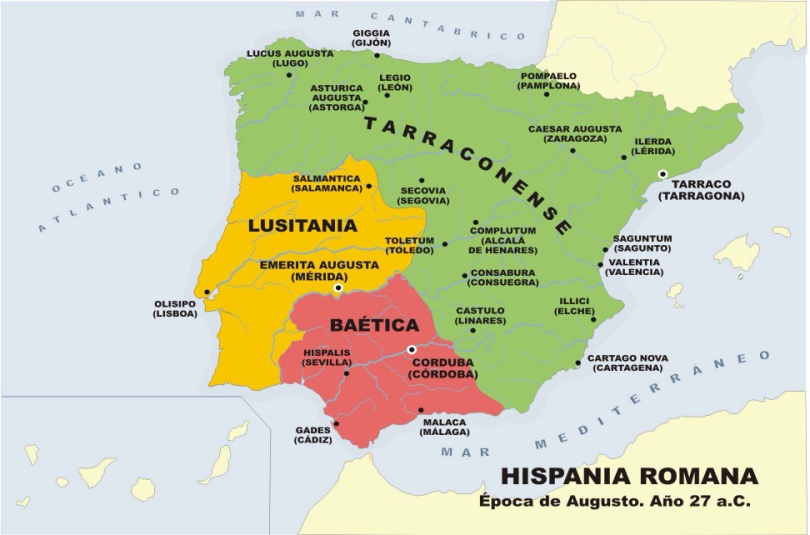 MAR CANTABRICO
GIGGIA
(GIJÓN)
LUCUS AUGUSTA
(LUGO)
LEGIO
(LEÓN)
ASTURICA
AUGUSTA
(ASTORGA)
POMPAELO
(PAMPLONA)
TARRACONENSE
CAESAR AUGUSTA
(ZARAGOZA)
ILERDA
(LÉRIDA)
TARRACO
(TARRAGONA)
OCEANO
ATLANTICO
SALMANTICA
(SALAMANCA)
SECOVIA
(SEGOVIA)
LUSITANIA
COMPLUTUM
(ALCALÁ
DE HENARES)
TOLETUM
(TOLEDO)
SAGUNTUM
(SAGUNTO)
VALENTIA
(VALENCIA)
EMERITA AUGUSTA
(MÉRIDA)
CONSABURA
(CONSUEGRA)
OLISIPO
(LISBOA)
ILLICI
(ELCHE)
BAÉTICA
CASTULO
(LINARES)
HISPALIS
(SEVILLA)
CORDUBA
(CÓRDOBA)
CARTAGO NOVA
(CARTAGENA)
GADES
(CÁDIZ)
MALACA
(MÁLAGA)
MAR MEDITERRANEO
HISPANIA ROMANA
Época de Augusto. Año 27 a.C.